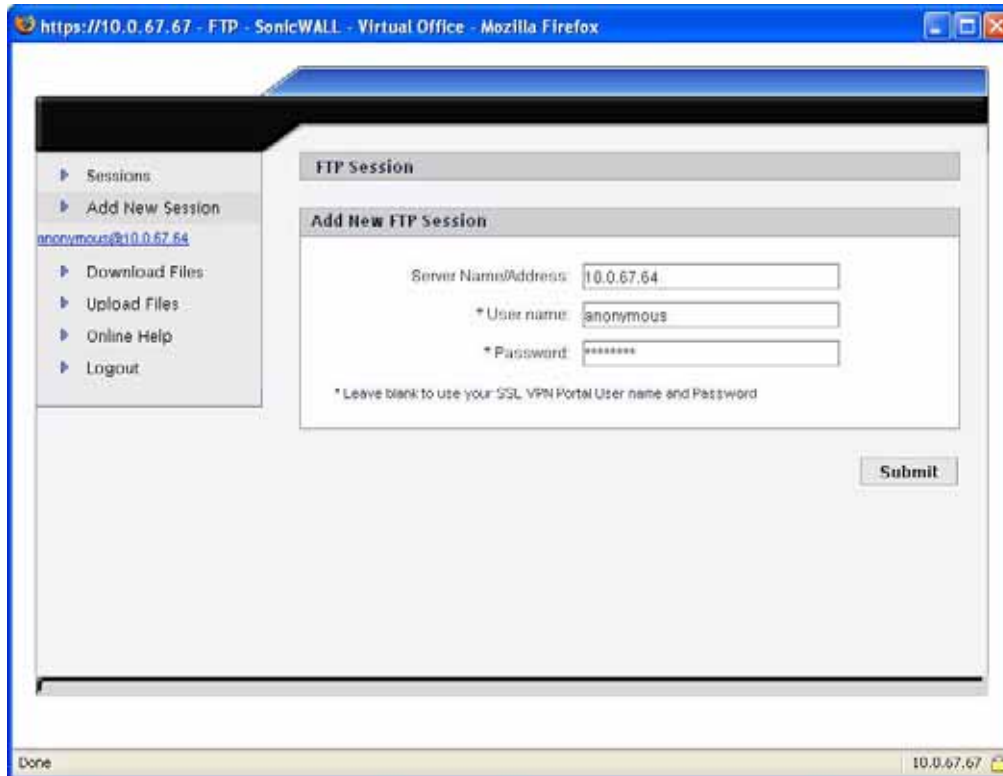 https://10.0.67.67 - FTP - SonicWALL - Virtual Office - Mozilla Firefox
Sessions
Add New Session
anonymous@10.0.67.64
Download Files
Upload Files
Online Help
Logout
FTP Session
Add New FTP Session
Server Name/Address: 10.0.67.64
* User name: anonymous
* Password: ********
* Leave blank to use your SSL VPN Portal User name and Password
Submit
Done
10.0.67.67